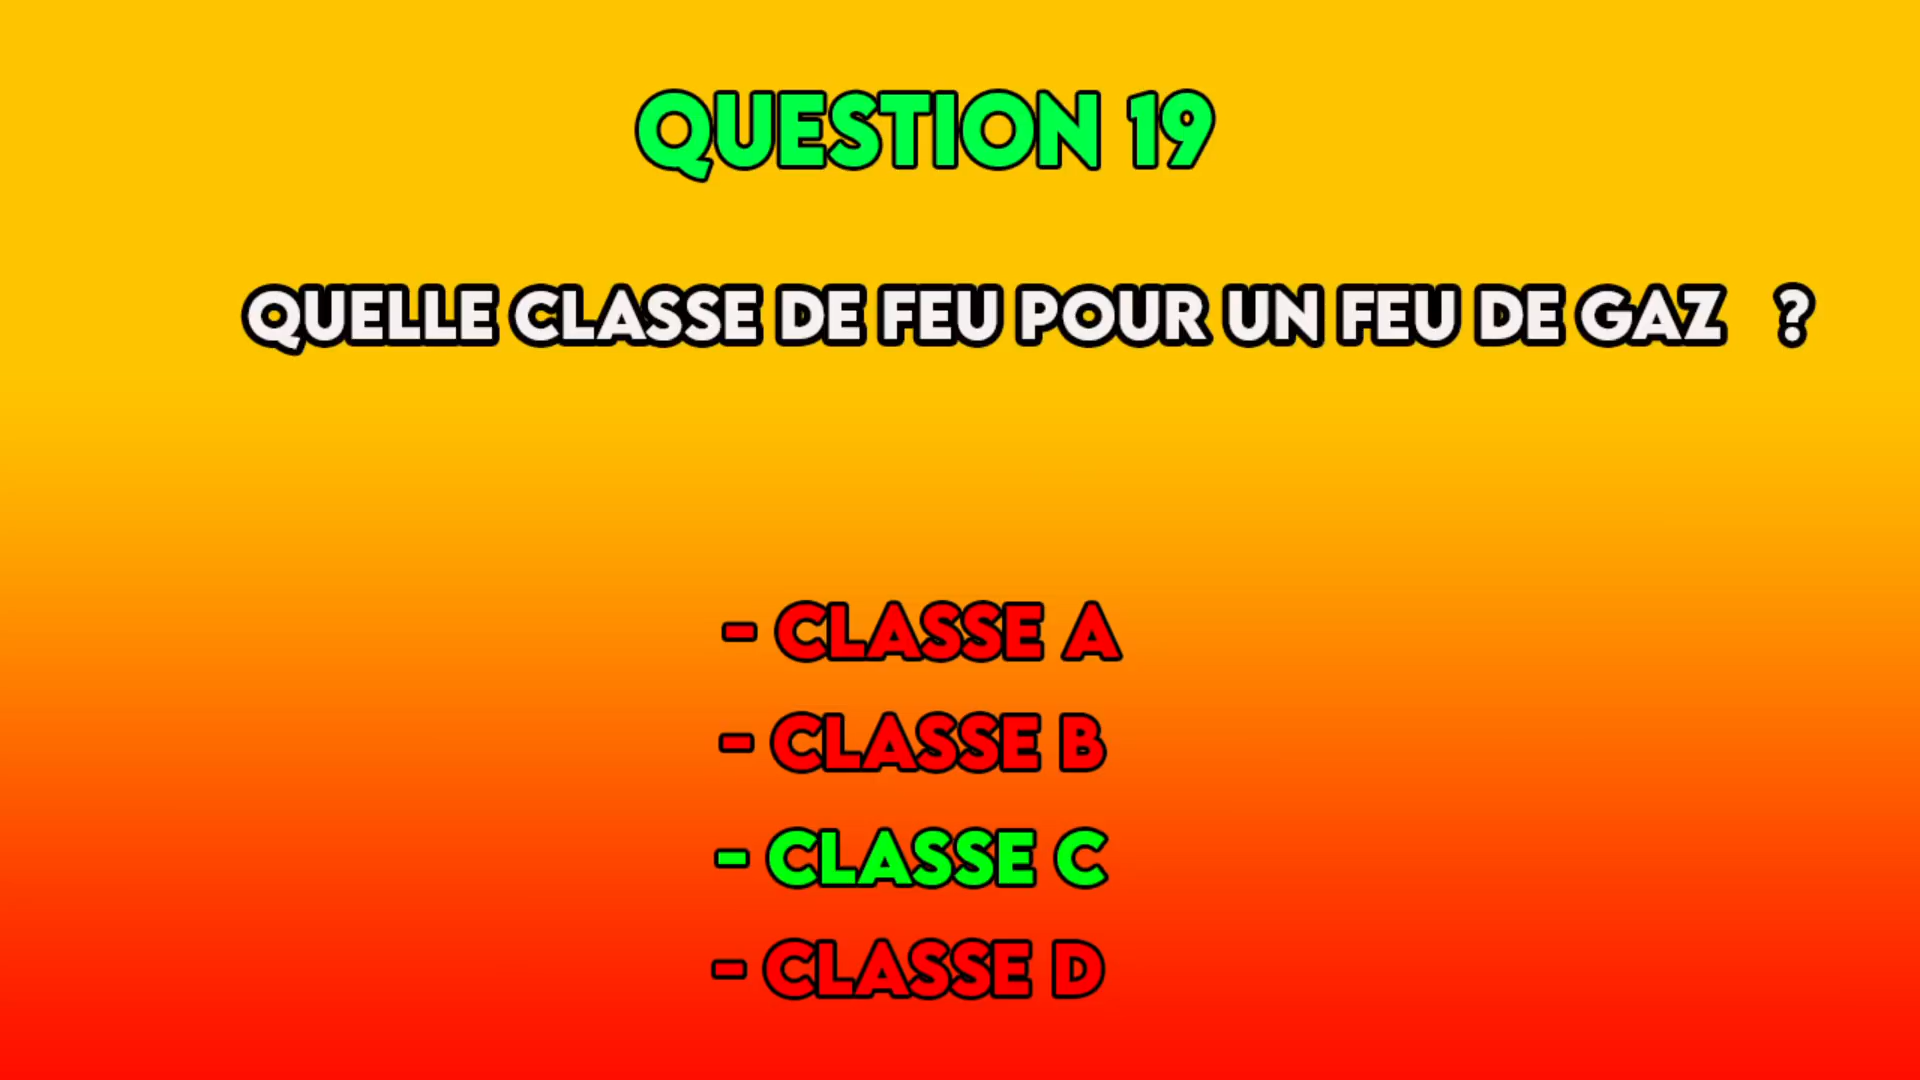 QUESTION 19
QUELLE CLASSE DE FEU POUR UN FEU DE GAZ ?
- CLASSE A
- CLASSE B
- CLASSE C
- CLASSE D